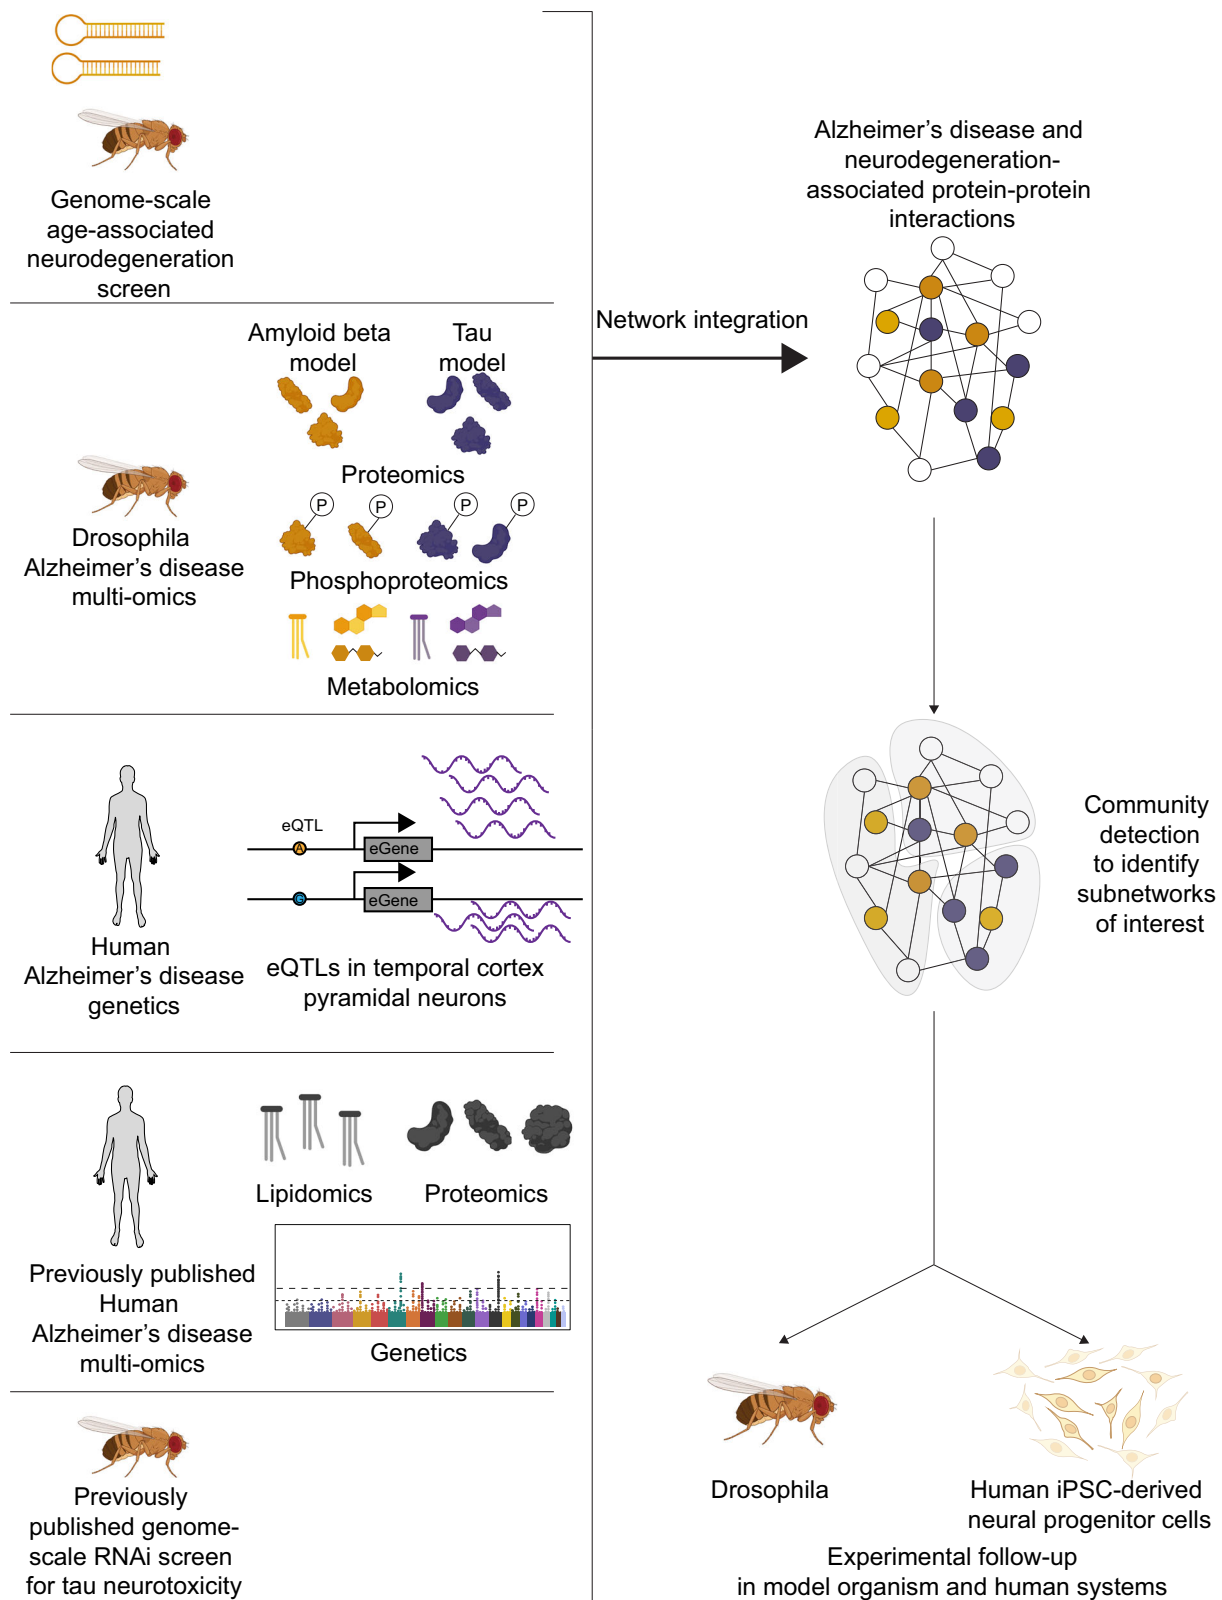 Genome-scale
age-associated
neurodegeneration
screen
Amyloid beta
model
Tau
model
Proteomics
P
P
P
P
Drosophila
Alzheimer's disease
multi-omics
Phosphoproteomics
Metabolomics
eQTL
A
eGene
G
eGene
Human
Alzheimer's disease
genetics
eQTLs in temporal cortex
pyramidal neurons
Lipidomics
Proteomics
Previously published
Human
Alzheimer's disease
multi-omics
Genetics
Previously
published genome-
scale RNAi screen
for tau neurotoxicity
Network integration
Alzheimer's disease and
neurodegeneration-
associated protein-protein
interactions
Community
detection
to identify
subnetworks
of interest
Drosophila
Human iPSC-derived
neural progenitor cells
Experimental follow-up
in model organism and human systems